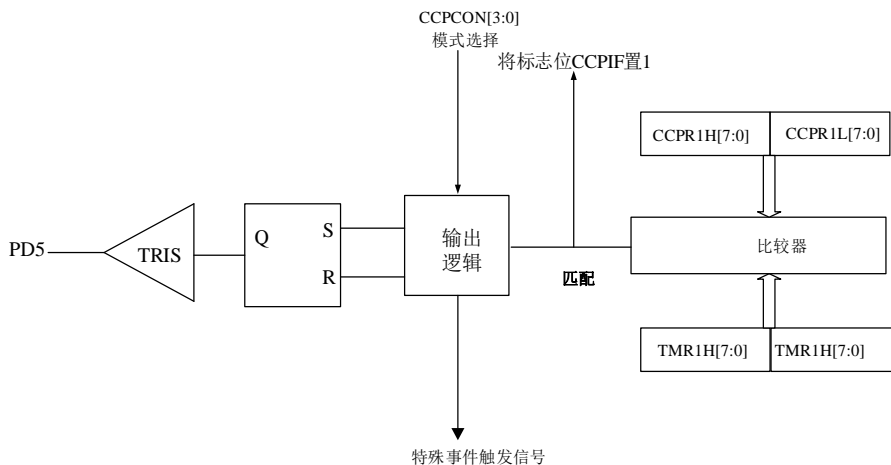 CCPCON[3:0]
模式选择
将标志位CCPIF置1
CCPR1H[7:0]
CCPR1L[7:0]
PD5
TRIS
Q
S
R
输出
逻辑
匹配
比较器
TMR1H[7:0]
TMR1H[7:0]
特殊事件触发信号